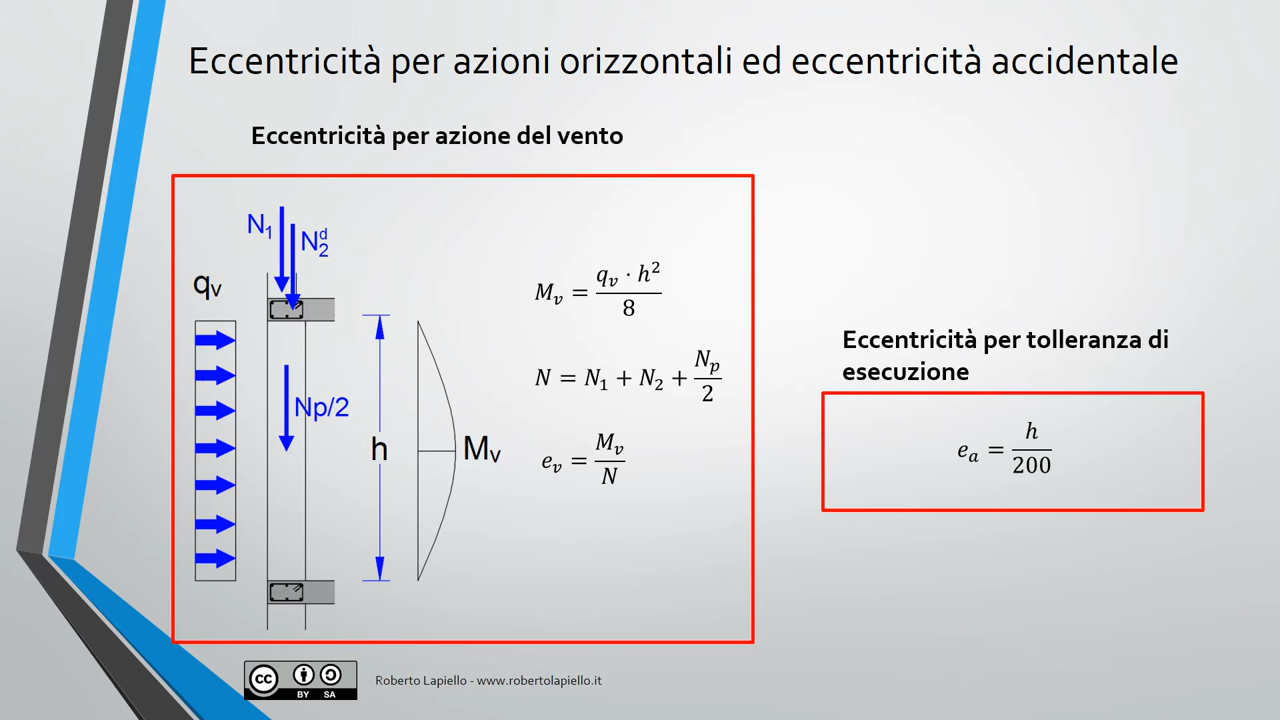 Eccentricità per azioni orizzontali ed eccentricità accidentale
Eccentricità per azione del vento
N₁
N₂ᵈ
qᵥ
Np/2
h
Mᵥ
Mᵥ = qᵥ · h² / 8
N = N₁ + N₂ + Nₚ / 2
eᵥ = Mᵥ / N
Eccentricità per tolleranza di
esecuzione
eₐ = h / 200
cc BY SA
Roberto Lapiello - www.robertolapiello.it